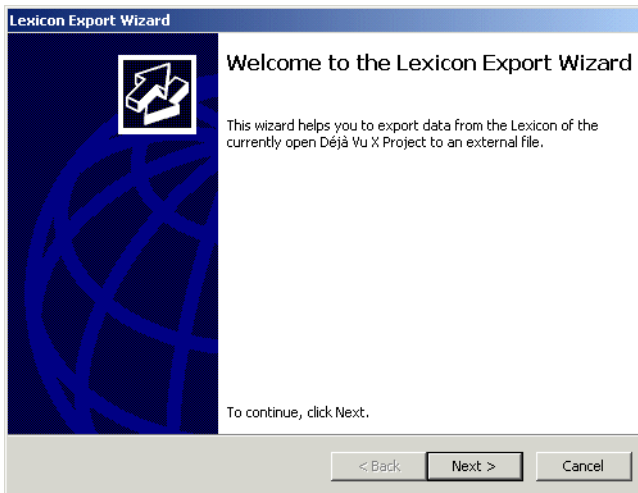 Lexicon Export Wizard
Welcome to the Lexicon Export Wizard
This wizard helps you to export data from the Lexicon of the
currently open Déjà Vu X Project to an external file.
To continue, click Next.
< Back Next > Cancel